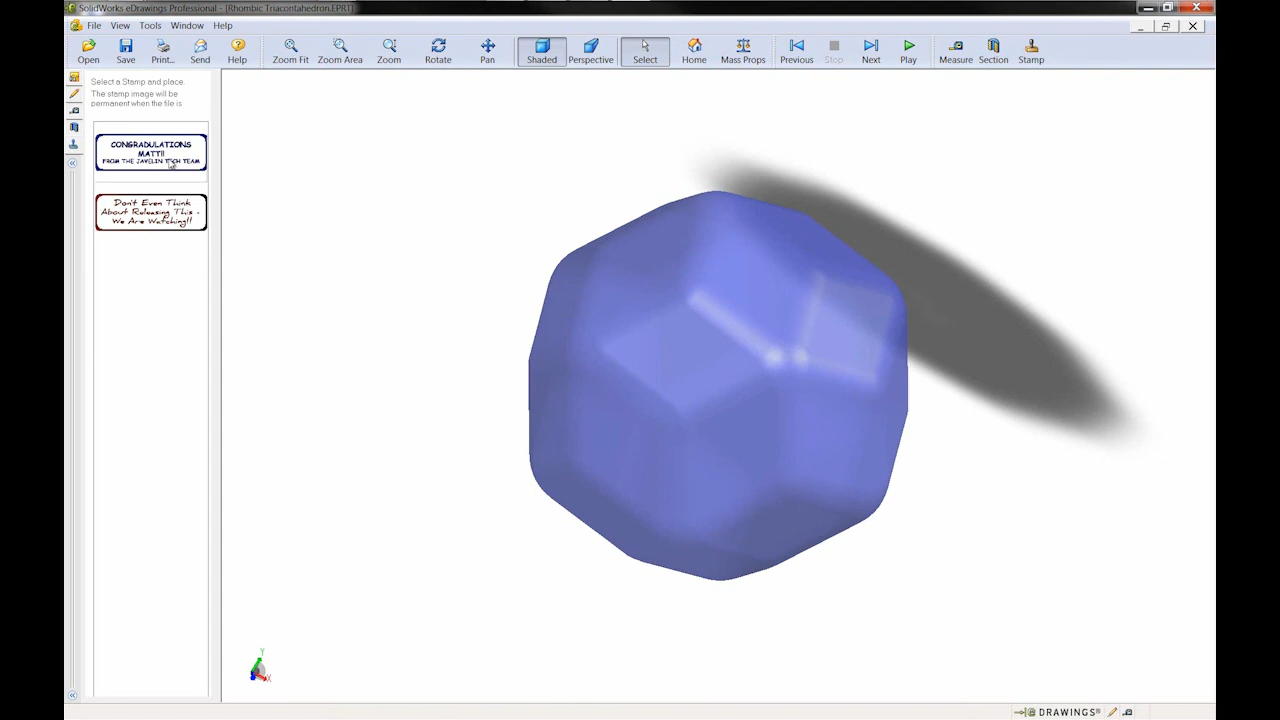 SolidWorks eDrawings Professional - [Rhombic Triacontahedron.EPRT]
File View Tools Window Help
Open Save Print... Send Help Zoom Fit Zoom Area Zoom Rotate Pan Shaded Perspective Select Home Mass Props Previous Stop Next Play Measure Section Stamp
Select a Stamp and place.
The stamp image will be
permanent when the file is
CONGRADULATIONS
MATT!!
FROM THE JAVELIN TECH TEAM
Don't Even Think
About Releasing This -
We Are Watching!!
Y
X
DRAWINGS®